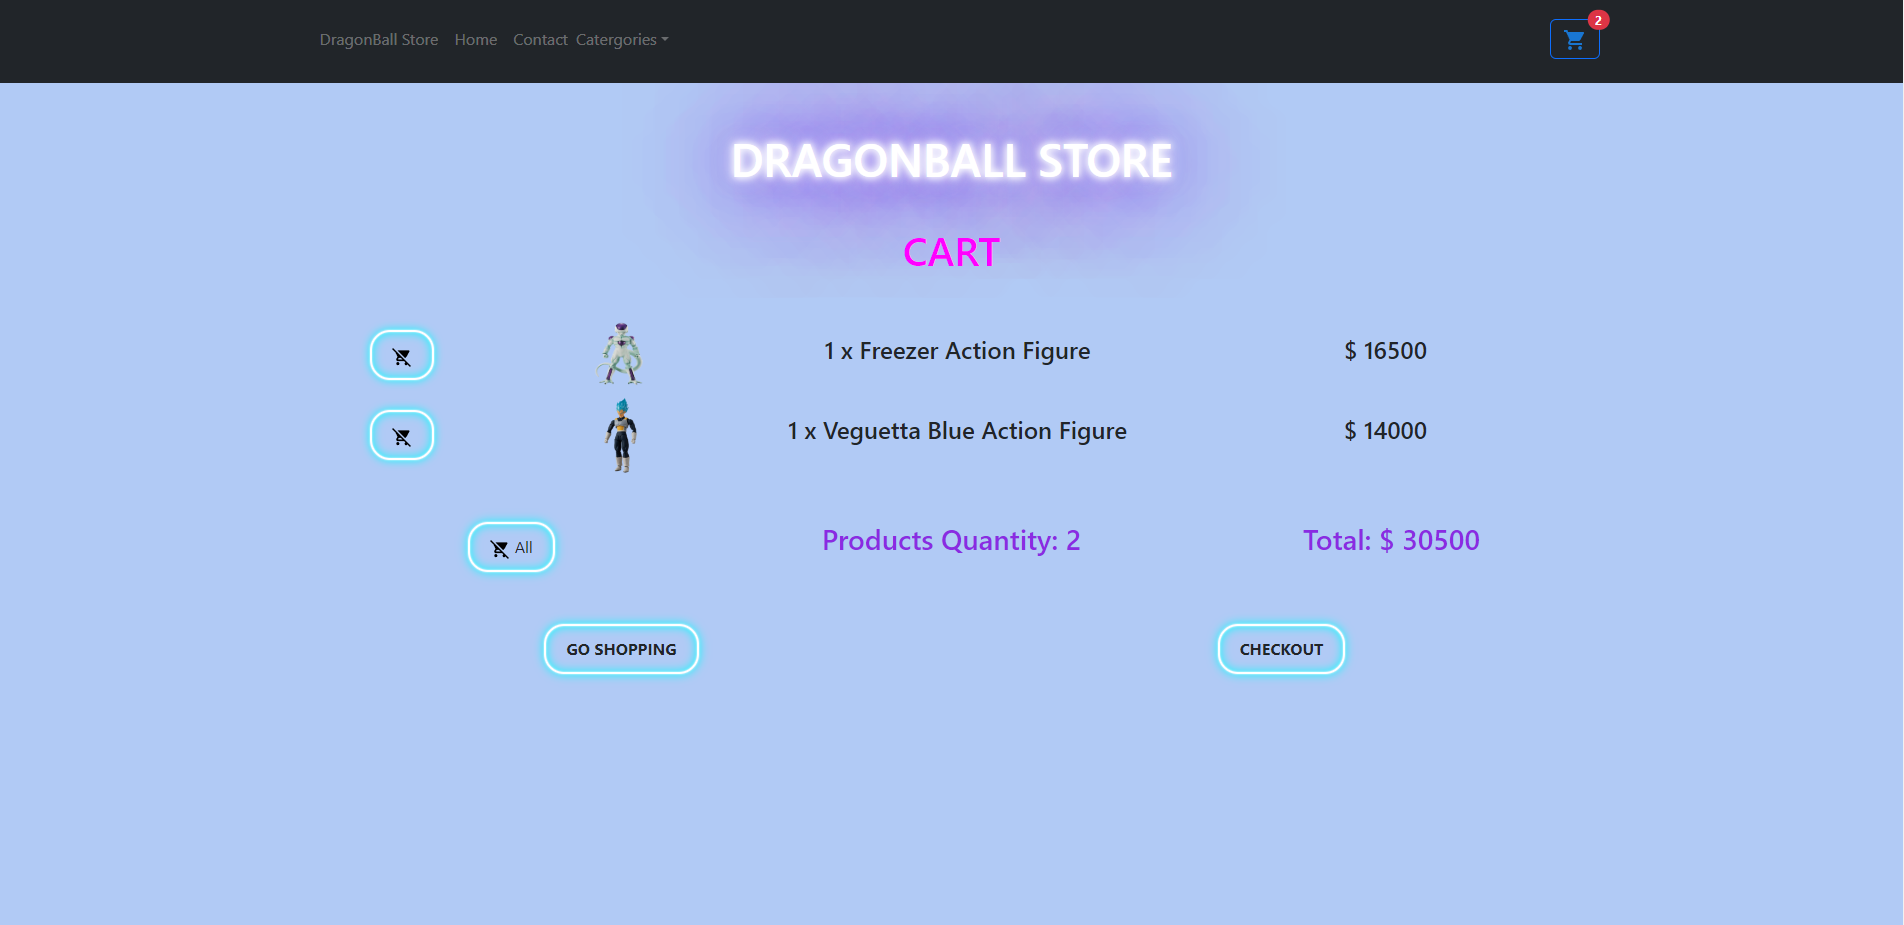 DragonBall Store Home Contact Catergories
2
DRAGONBALL STORE
CART
1 x Freezer Action Figure $ 16500
1 x Veguetta Blue Action Figure $ 14000
All Products Quantity: 2 Total: $ 30500
GO SHOPPING CHECKOUT